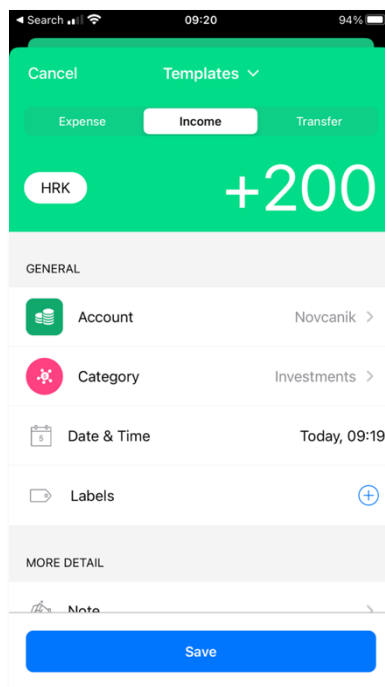 Search 09:20 94%
Cancel Templates
Expense Income Transfer
HRK +200
GENERAL
Account Novcanik
Category Investments
5 Date & Time Today, 09:19
Labels
MORE DETAIL
Note
Save